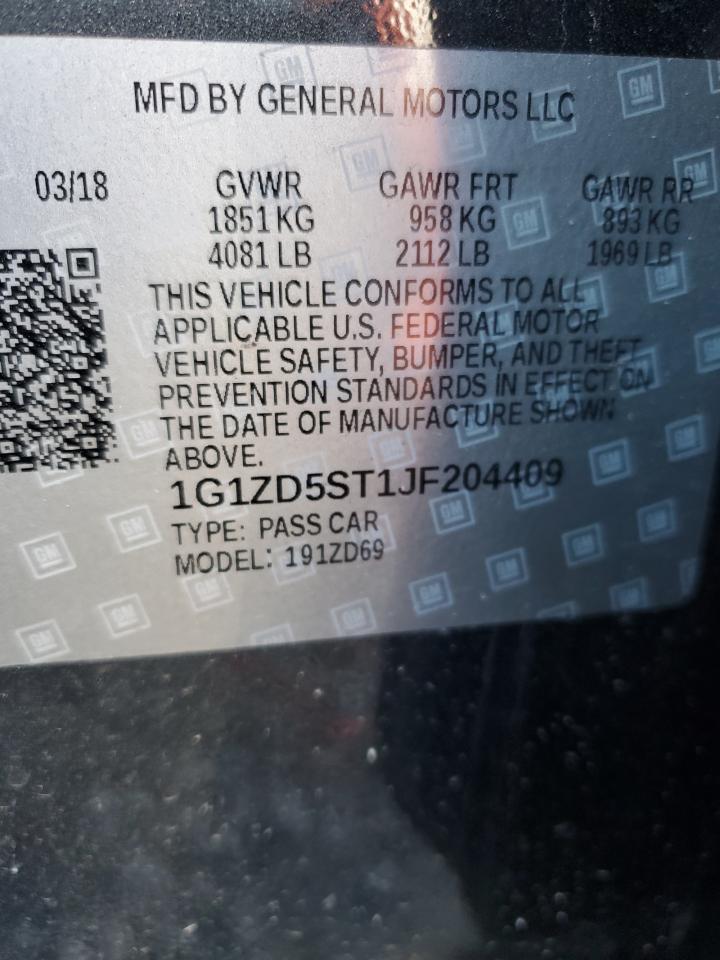 MFD BY GENERAL MOTORS LLC
03/18 GVWR GAWR FRT GAWR RR
1851 KG 958 KG 893 KG
4081 LB 2112 LB 1969 LB
THIS VEHICLE CONFORMS TO ALL
APPLICABLE U.S. FEDERAL MOTOR
VEHICLE SAFETY, BUMPER, AND THEFT
PREVENTION STANDARDS IN EFFECT ON
THE DATE OF MANUFACTURE SHOWN
ABOVE.
1G1ZD5ST1JF204409
TYPE: PASS CAR
MODEL: 191ZD69